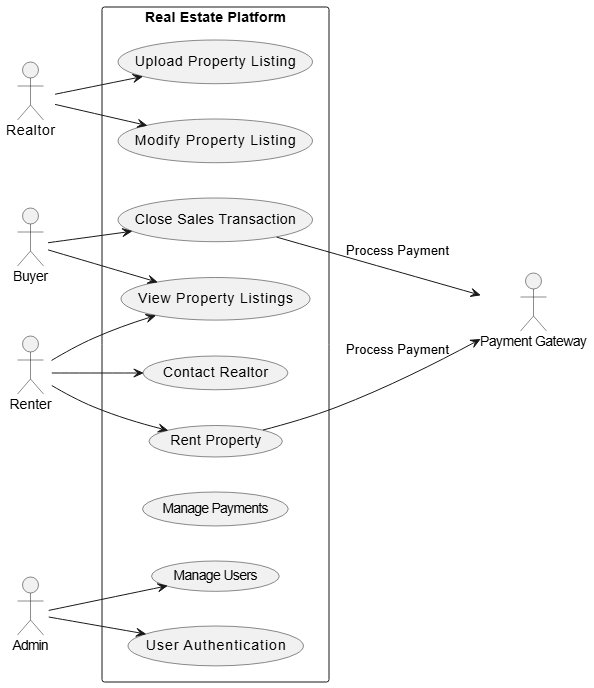 Real Estate Platform
Upload Property Listing
Realtor
Modify Property Listing
Close Sales Transaction
Process Payment
Buyer
View Property Listings
Payment Gateway
Process Payment
Contact Realtor
Renter
Rent Property
Manage Payments
Manage Users
Admin
User Authentication